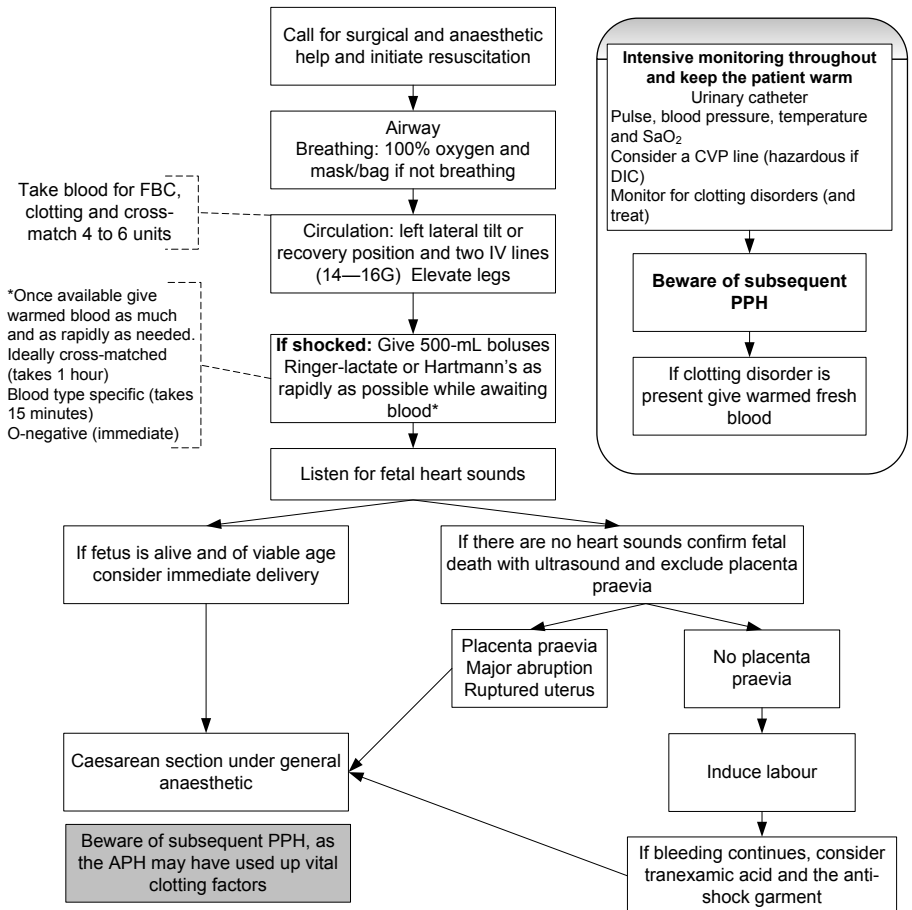 Call for surgical and anaesthetic
help and initiate resuscitation
Airway
Breathing: 100% oxygen and
mask/bag if not breathing
Take blood for FBC,
clotting and cross-
match 4 to 6 units
Circulation: left lateral tilt or
recovery position and two IV lines
(14—16G)  Elevate legs
*Once available give
warmed blood as much
and as rapidly as needed.
Ideally cross-matched
(takes 1 hour)
Blood type specific (takes
15 minutes)
O-negative (immediate)
If shocked: Give 500-mL boluses
Ringer-lactate or Hartmann's as
rapidly as possible while awaiting
blood*
Intensive monitoring throughout
and keep the patient warm
Urinary catheter
Pulse, blood pressure, temperature
and SaO₂
Consider a CVP line (hazardous if
DIC)
Monitor for clotting disorders (and
treat)
Beware of subsequent
PPH
If clotting disorder is
present give warmed fresh
blood
Listen for fetal heart sounds
If fetus is alive and of viable age
consider immediate delivery
If there are no heart sounds confirm fetal
death with ultrasound and exclude placenta
praevia
Placenta praevia
Major abruption
Ruptured uterus
No placenta
praevia
Caesarean section under general
anaesthetic
Induce labour
Beware of subsequent PPH, as
the APH may have used up vital
clotting factors
If bleeding continues, consider
tranexamic acid and the anti-
shock garment